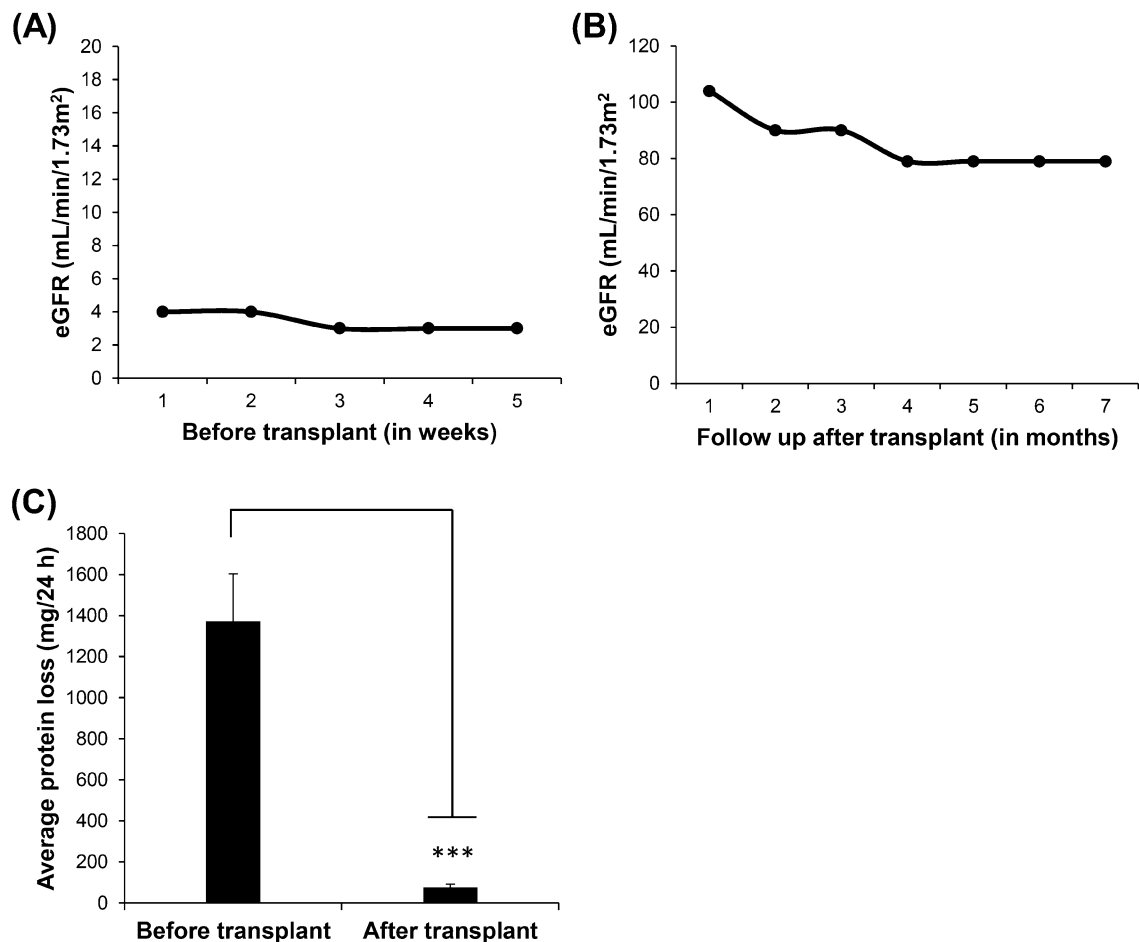 (A)
eGFR (mL/min/1.73m²)
20
18
16
14
12
10
8
6
4
2
0
1 2 3 4 5
Before transplant (in weeks)
(B)
eGFR (mL/min/1.73m²
120
100
80
60
40
20
0
1 2 3 4 5 6 7
Follow up after transplant (in months)
(C)
Average protein loss (mg/24 h)
1800
1600
1400
1200
1000
800
600
400
200
0
***
Before transplant After transplant